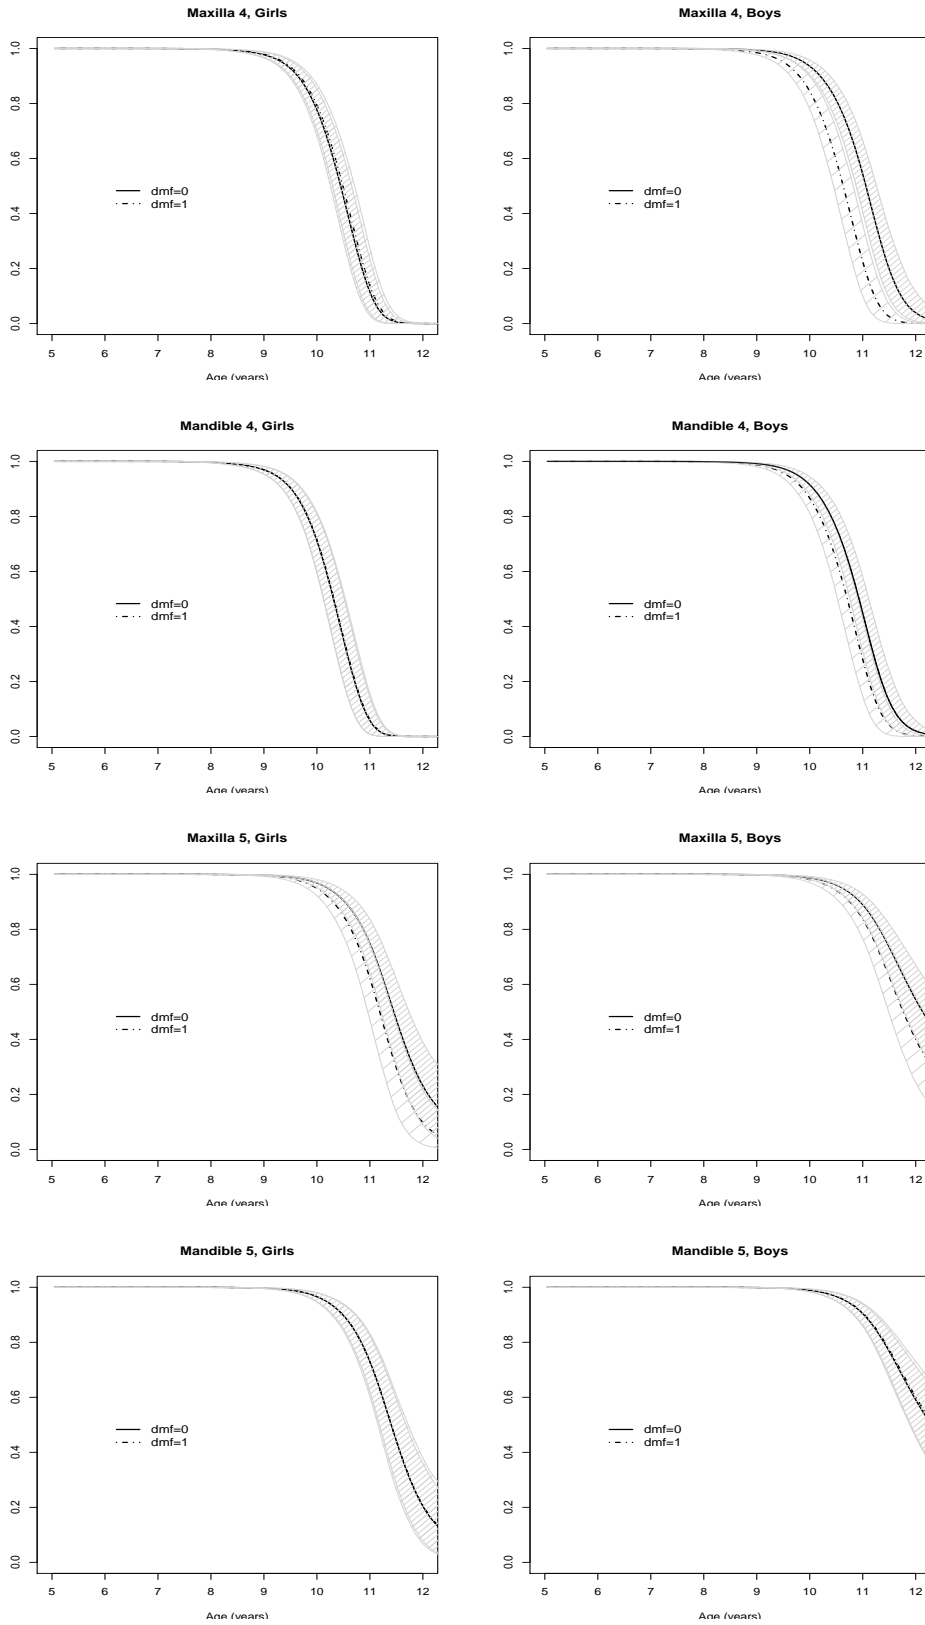 Maxilla 4, Girls
1.0
0.8
0.6
0.4
0.2
0.0
dmf=0
dmf=1
5 6 7 8 9 10 11 12
Age (years)
Maxilla 4, Boys
1.0
0.8
0.6
0.4
0.2
0.0
dmf=0
dmf=1
5 6 7 8 9 10 11 12
Age (years)
Mandible 4, Girls
1.0
0.8
0.6
0.4
0.2
0.0
dmf=0
dmf=1
5 6 7 8 9 10 11 12
Age (years)
Mandible 4, Boys
1.0
0.8
0.6
0.4
0.2
0.0
dmf=0
dmf=1
5 6 7 8 9 10 11 12
Age (years)
Maxilla 5, Girls
1.0
0.8
0.6
0.4
0.2
0.0
dmf=0
dmf=1
5 6 7 8 9 10 11 12
Age (years)
Maxilla 5, Boys
1.0
0.8
0.6
0.4
0.2
0.0
dmf=0
dmf=1
5 6 7 8 9 10 11 12
Age (years)
Mandible 5, Girls
1.0
0.8
0.6
0.4
0.2
0.0
dmf=0
dmf=1
5 6 7 8 9 10 11 12
Age (years)
Mandible 5, Boys
1.0
0.8
0.6
0.4
0.2
0.0
dmf=0
dmf=1
5 6 7 8 9 10 11 12
Age (years)